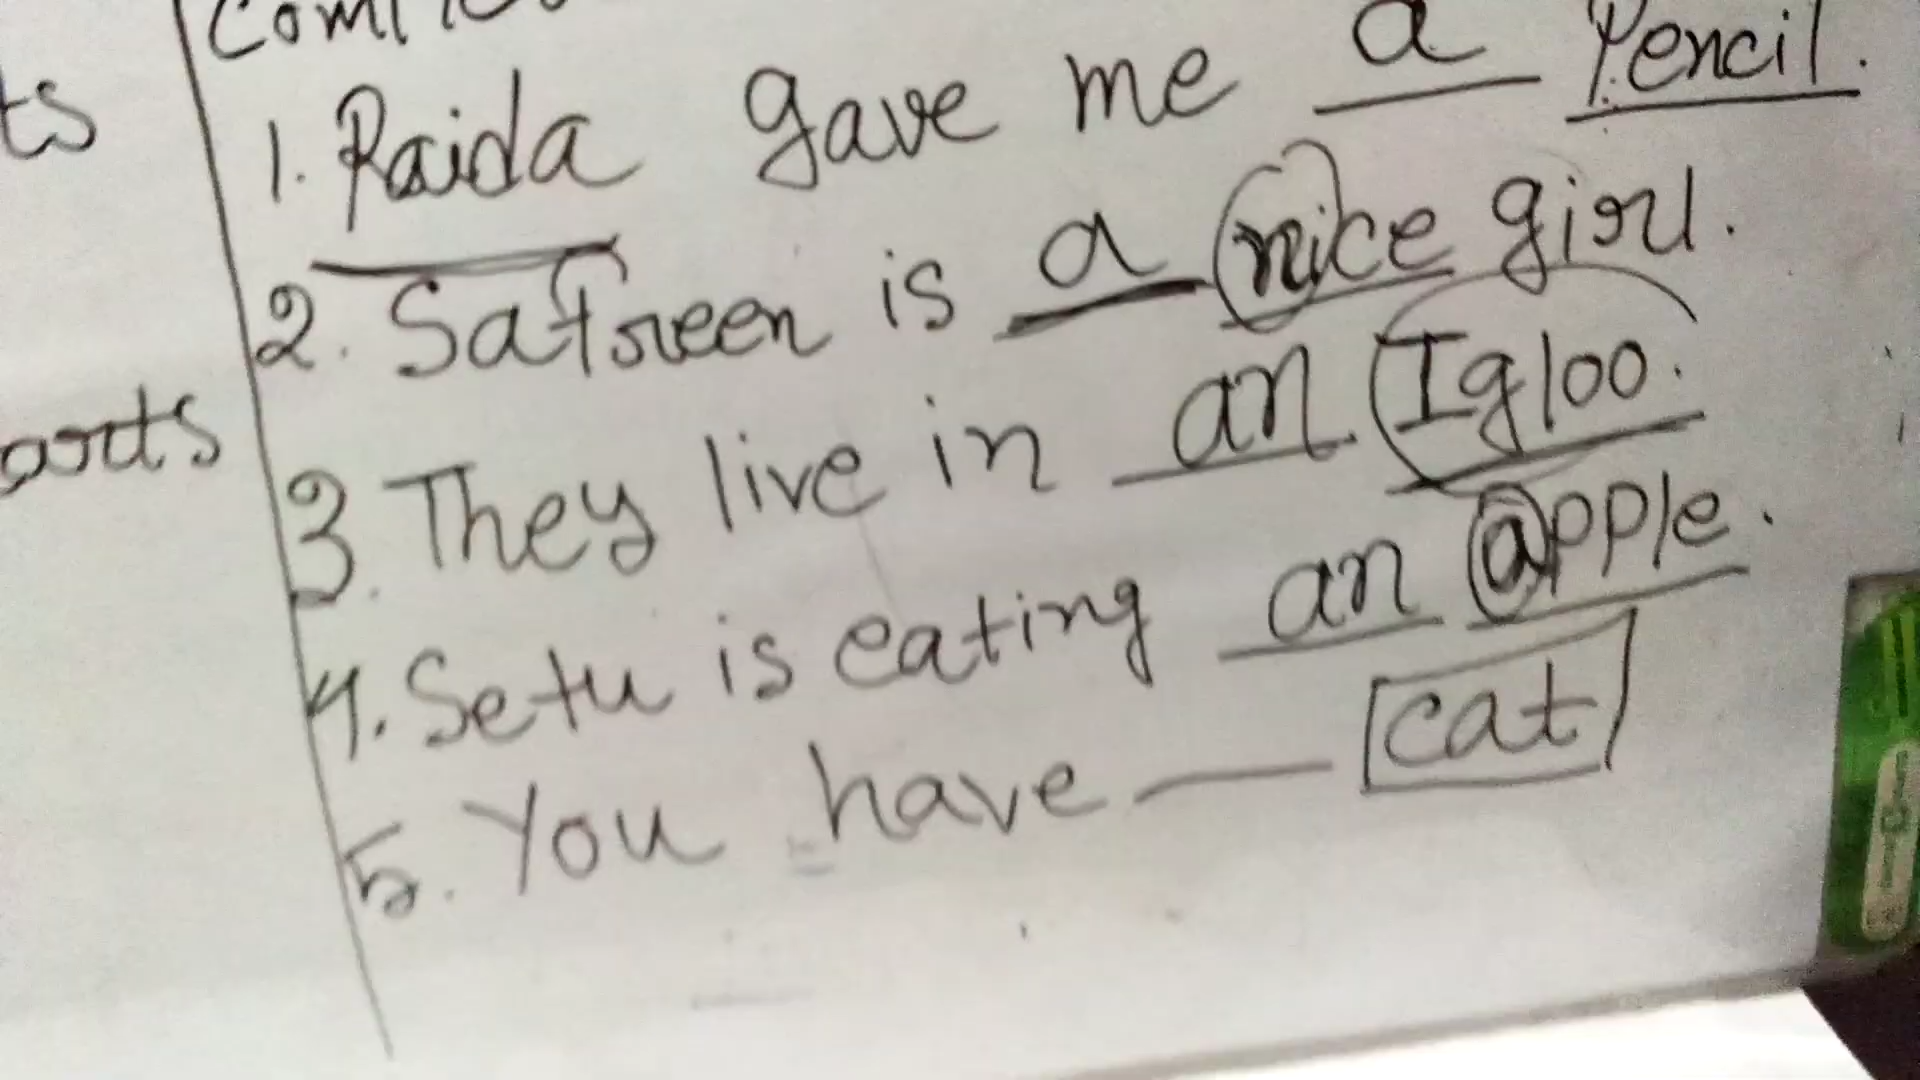 1. Raida gave me a Pencil.
2. Safreen is a nice girl.
3. They live in an Igloo.
4. Setu is eating an apple.
5. You have — cat